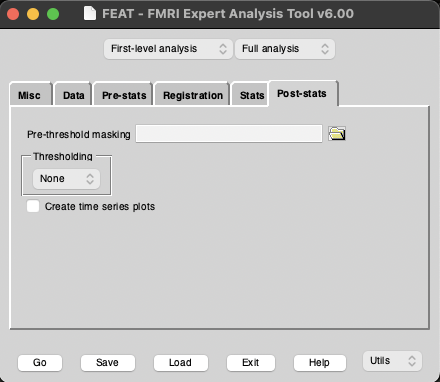 FEAT - FMRI Expert Analysis Tool v6.00
First-level analysis Full analysis
Misc Data Pre-stats Registration Stats Post-stats
Pre-threshold masking
Thresholding
None
Create time series plots
Go Save Load Exit Help Utils